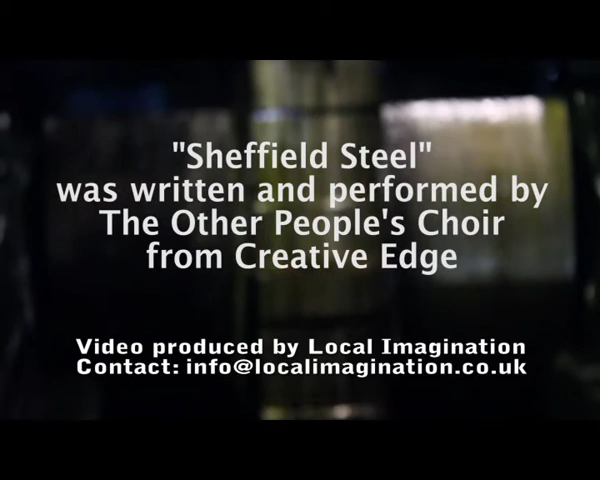 "Sheffield Steel"
was written and performed by
The Other People's Choir
from Creative Edge
Video produced by Local Imagination
Contact: info@localimagination.co.uk